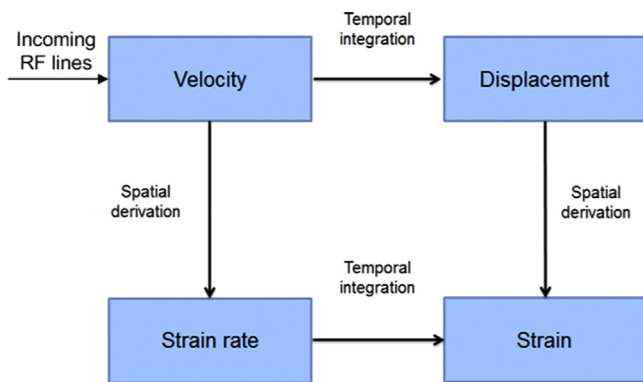 Incoming
RF lines
Velocity
Temporal
integration
Displacement
Spatial
derivation
Spatial
derivation
Strain rate
Temporal
integration
Strain